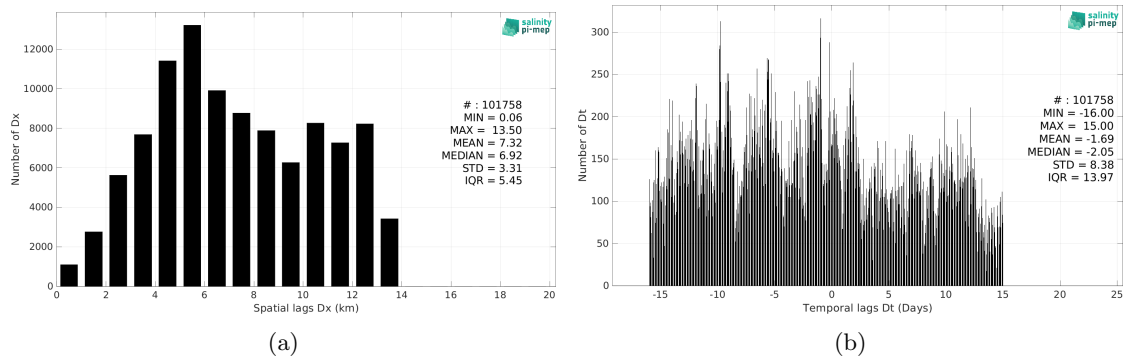 salinity
pi-mep
12000
10000
8000
6000
4000
2000
0
Number of Dx
# : 101758
MIN = 0.06
MAX = 13.50
MEAN = 7.32
MEDIAN = 6.92
STD = 3.31
IQR = 5.45
0 2 4 6 8 10 12 14 16 18 20
Spatial lags Dx (km)
(a)
salinity
pi-mep
300
250
200
150
100
50
0
Number of Dt
# : 101758
MIN = -16.00
MAX = 15.00
MEAN = -1.69
MEDIAN = -2.05
STD = 8.38
IQR = 13.97
-15 -10 -5 0 5 10 15 20 25
Temporal lags Dt (Days)
(b)